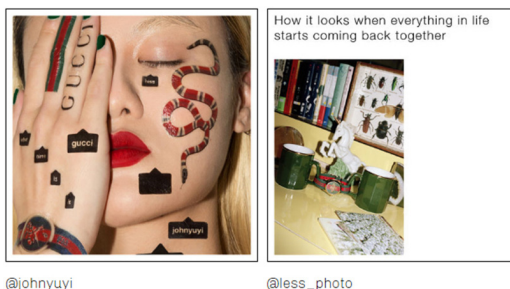 How it looks when everything in life
starts coming back together
GUCCI
gucci
johnyuyi
@johnyuyi
@less_photo